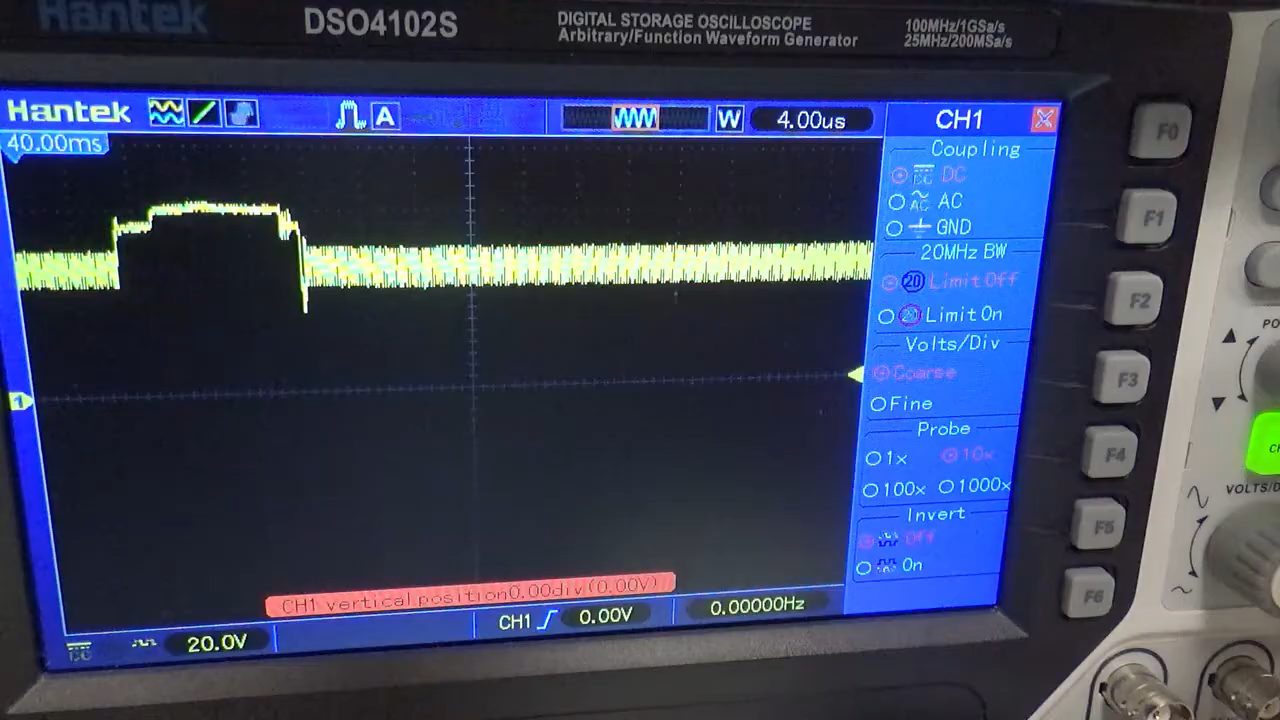 Hantek DSO4102S DIGITAL STORAGE OSCILLOSCOPE 100MHz/1GSa/s
Arbitrary/Function Waveform Generator 25MHz/200MSa/s
Hantek A W 4.00us CH1
40.00ms
Coupling
DC
AC
GND
20MHz BW
20 Limit Off
Limit On
Volts/Div
Coarse
Fine
Probe
1x 10x
100x 1000x
Invert
Off
On
1
CH1 vertical position0.00div(0.00V)
20.0V CH1 0.00V 0.00000Hz
F0
F1
F2
F3
F4
F5
F6